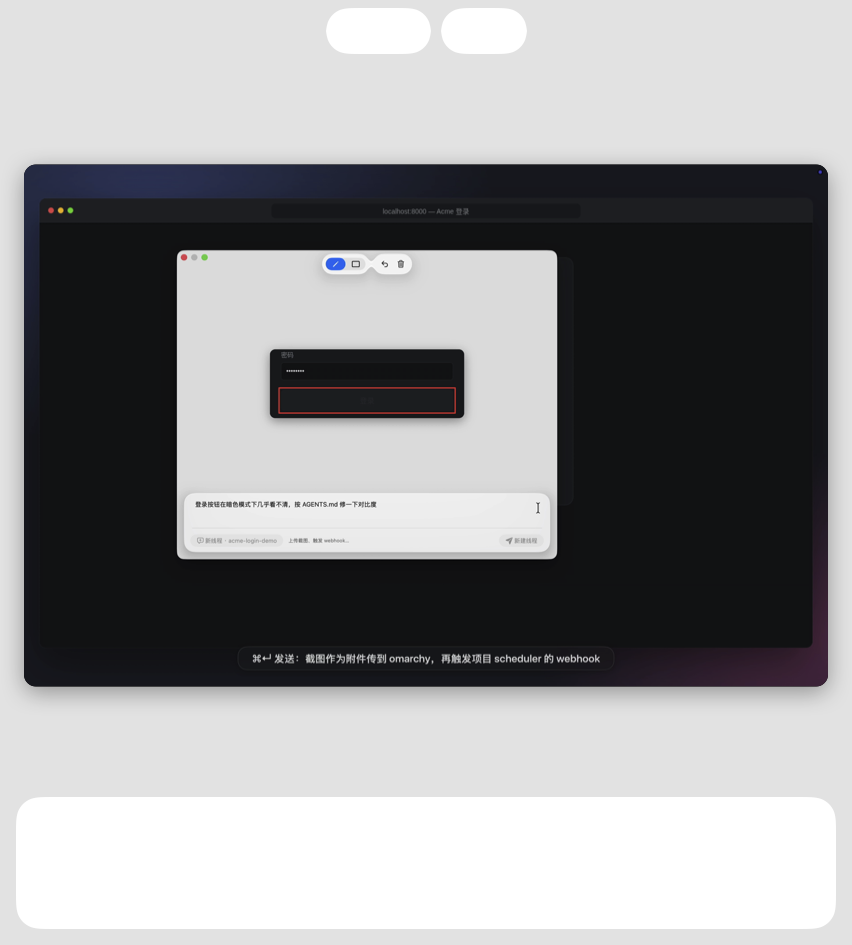 localhost:8000 — Acme 登录
密码
••••••••
登录按钮在暗色模式下几乎看不清，按 AGENTS.md 修一下对比度
新线程 · acme-login-demo
上传截图，触发 webhook…
新建线程
⌘↵ 发送：截图作为附件传到 omarchy，再触发项目 scheduler 的 webhook